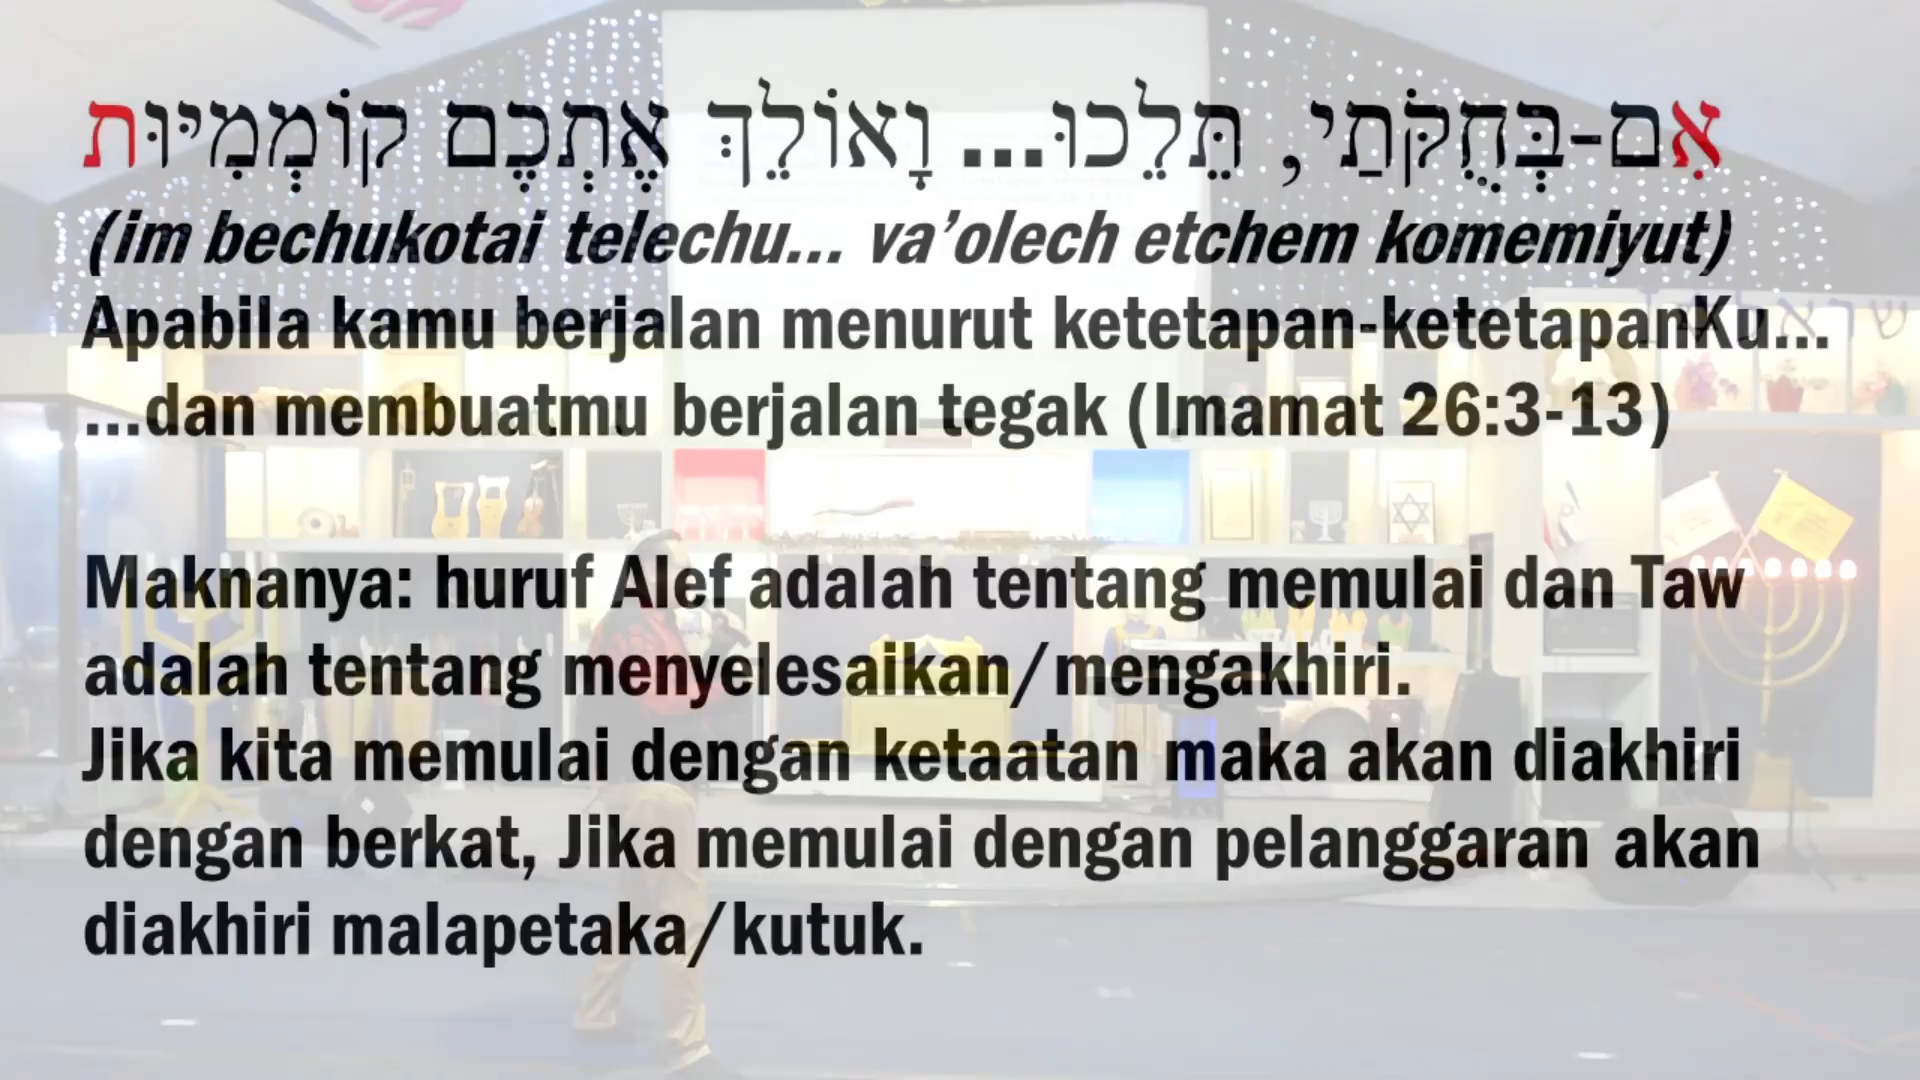 אִם-בְּחֻקֹּתַי, תֵּלֵכוּ... וָאוֹלֵךְ אֶתְכֶם קוֹמְמִיּוּת
(im bechukotai telechu... va’olech etchem komemiyut)
Apabila kamu berjalan menurut ketetapan-ketetapanKu...
...dan membuatmu berjalan tegak (Imamat 26:3-13)
Maknanya: huruf Alef adalah tentang memulai dan Taw
adalah tentang menyelesaikan/mengakhiri.
Jika kita memulai dengan ketaatan maka akan diakhiri
dengan berkat, Jika memulai dengan pelanggaran akan
diakhiri malapetaka/kutuk.